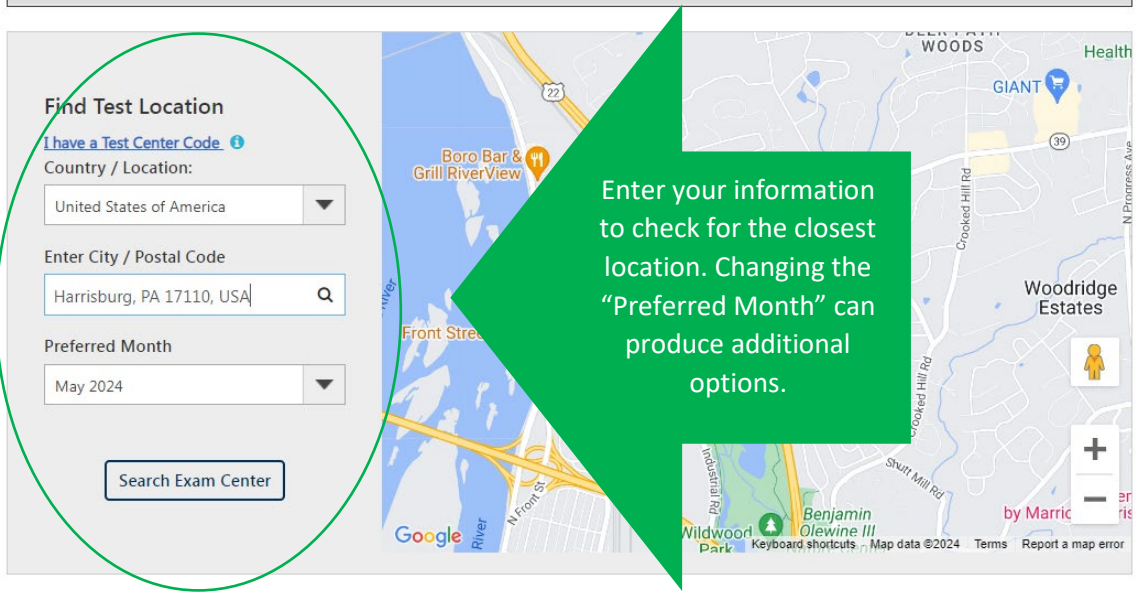 Find Test Location
I have a Test Center Code
Country / Location:
United States of America
Enter City / Postal Code
Harrisburg, PA 17110, USA
Preferred Month
May 2024
Search Exam Center
22
Boro Bar &
Grill RiverView
River
Front
N Front St
River
Google
Enter your information
to check for the closest
location. Changing the
“Preferred Month” can
produce additional
options.
WOODS
Health
GIANT
39
N Progress Ave
Crooked Hill Rd
Woodridge
Estates
Crooked Hill Rd
Industrial Rd
Shutt Mill Rd
by
Benjamin
Olewine III
Wildwood
Park
Keyboard shortcuts
Map data ©2024
Terms
Report a map error